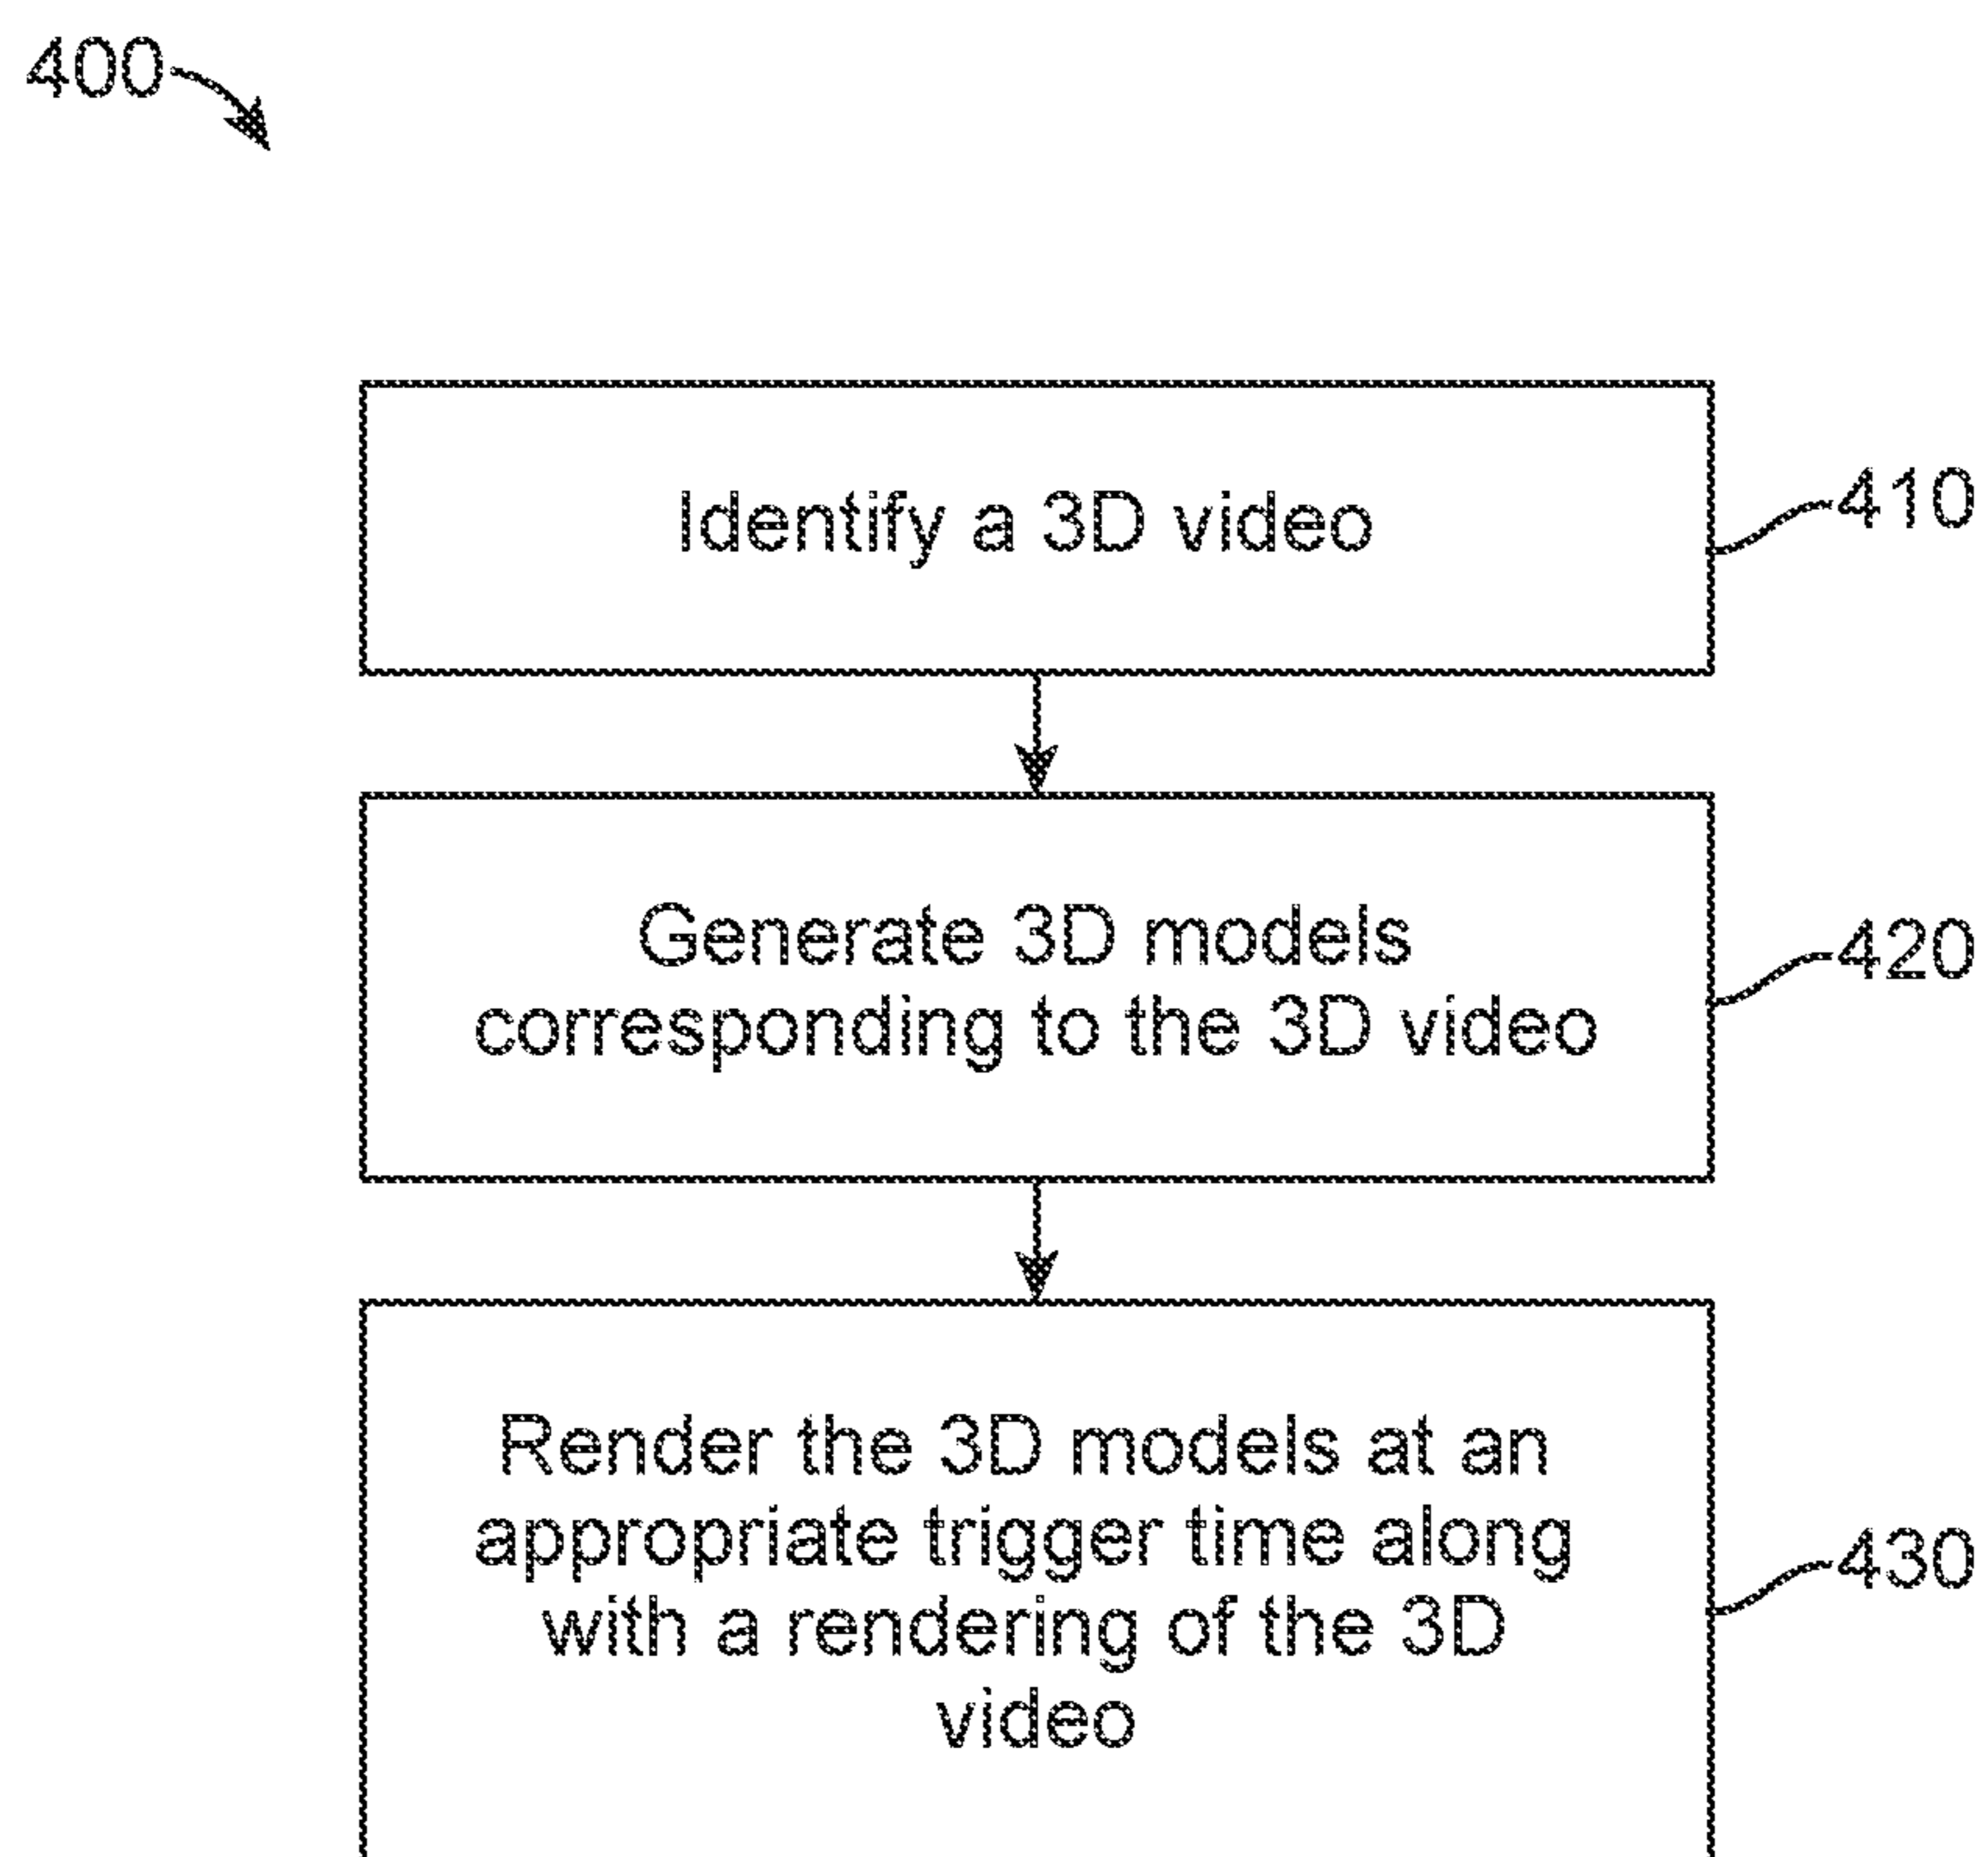 400
Identify a 3D video
410
Generate 3D models
corresponding to the 3D video
420
Render the 3D models at an
appropriate trigger time along
with a rendering of the 3D
video
430